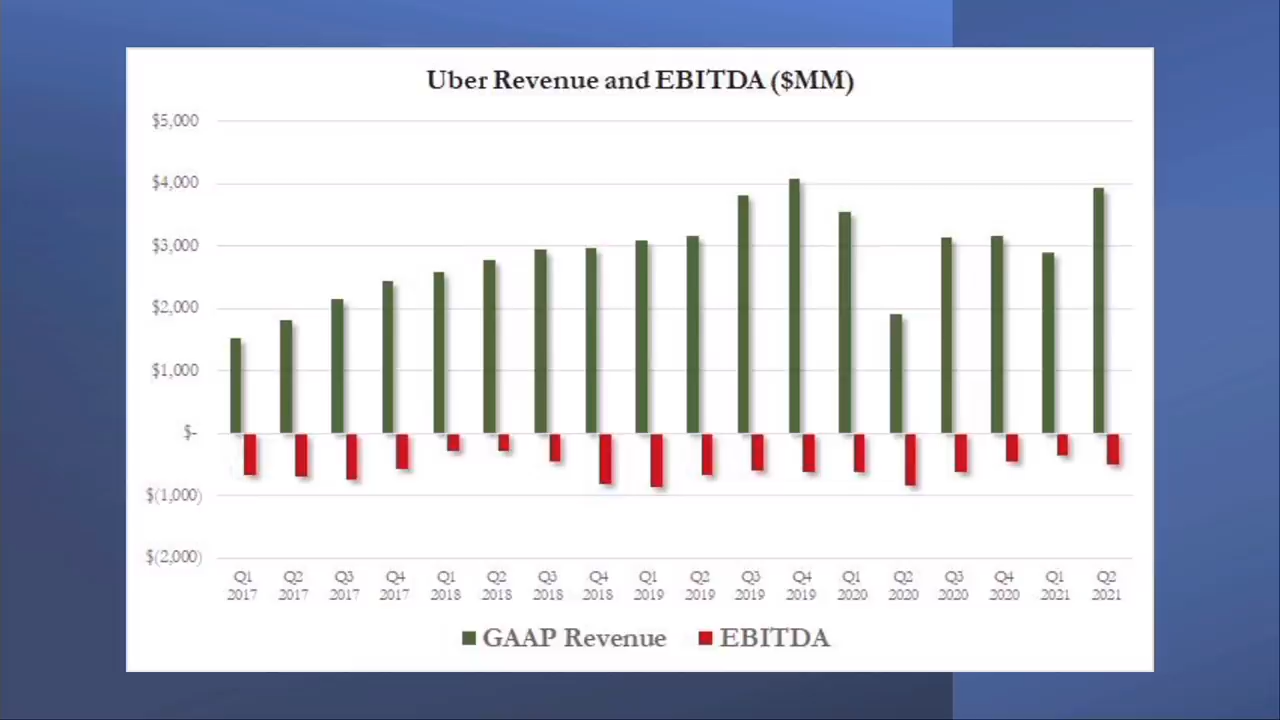 Uber Revenue and EBITDA ($MM)
$5,000
$4,000
$3,000
$2,000
$1,000
$-
$(1,000)
$(2,000)
Q1 Q2 Q3 Q4 Q1 Q2 Q3 Q4 Q1 Q2 Q3 Q4 Q1 Q2 Q3 Q4 Q1 Q2
2017 2017 2017 2017 2018 2018 2018 2018 2019 2019 2019 2019 2020 2020 2020 2020 2021 2021
GAAP Revenue EBITDA